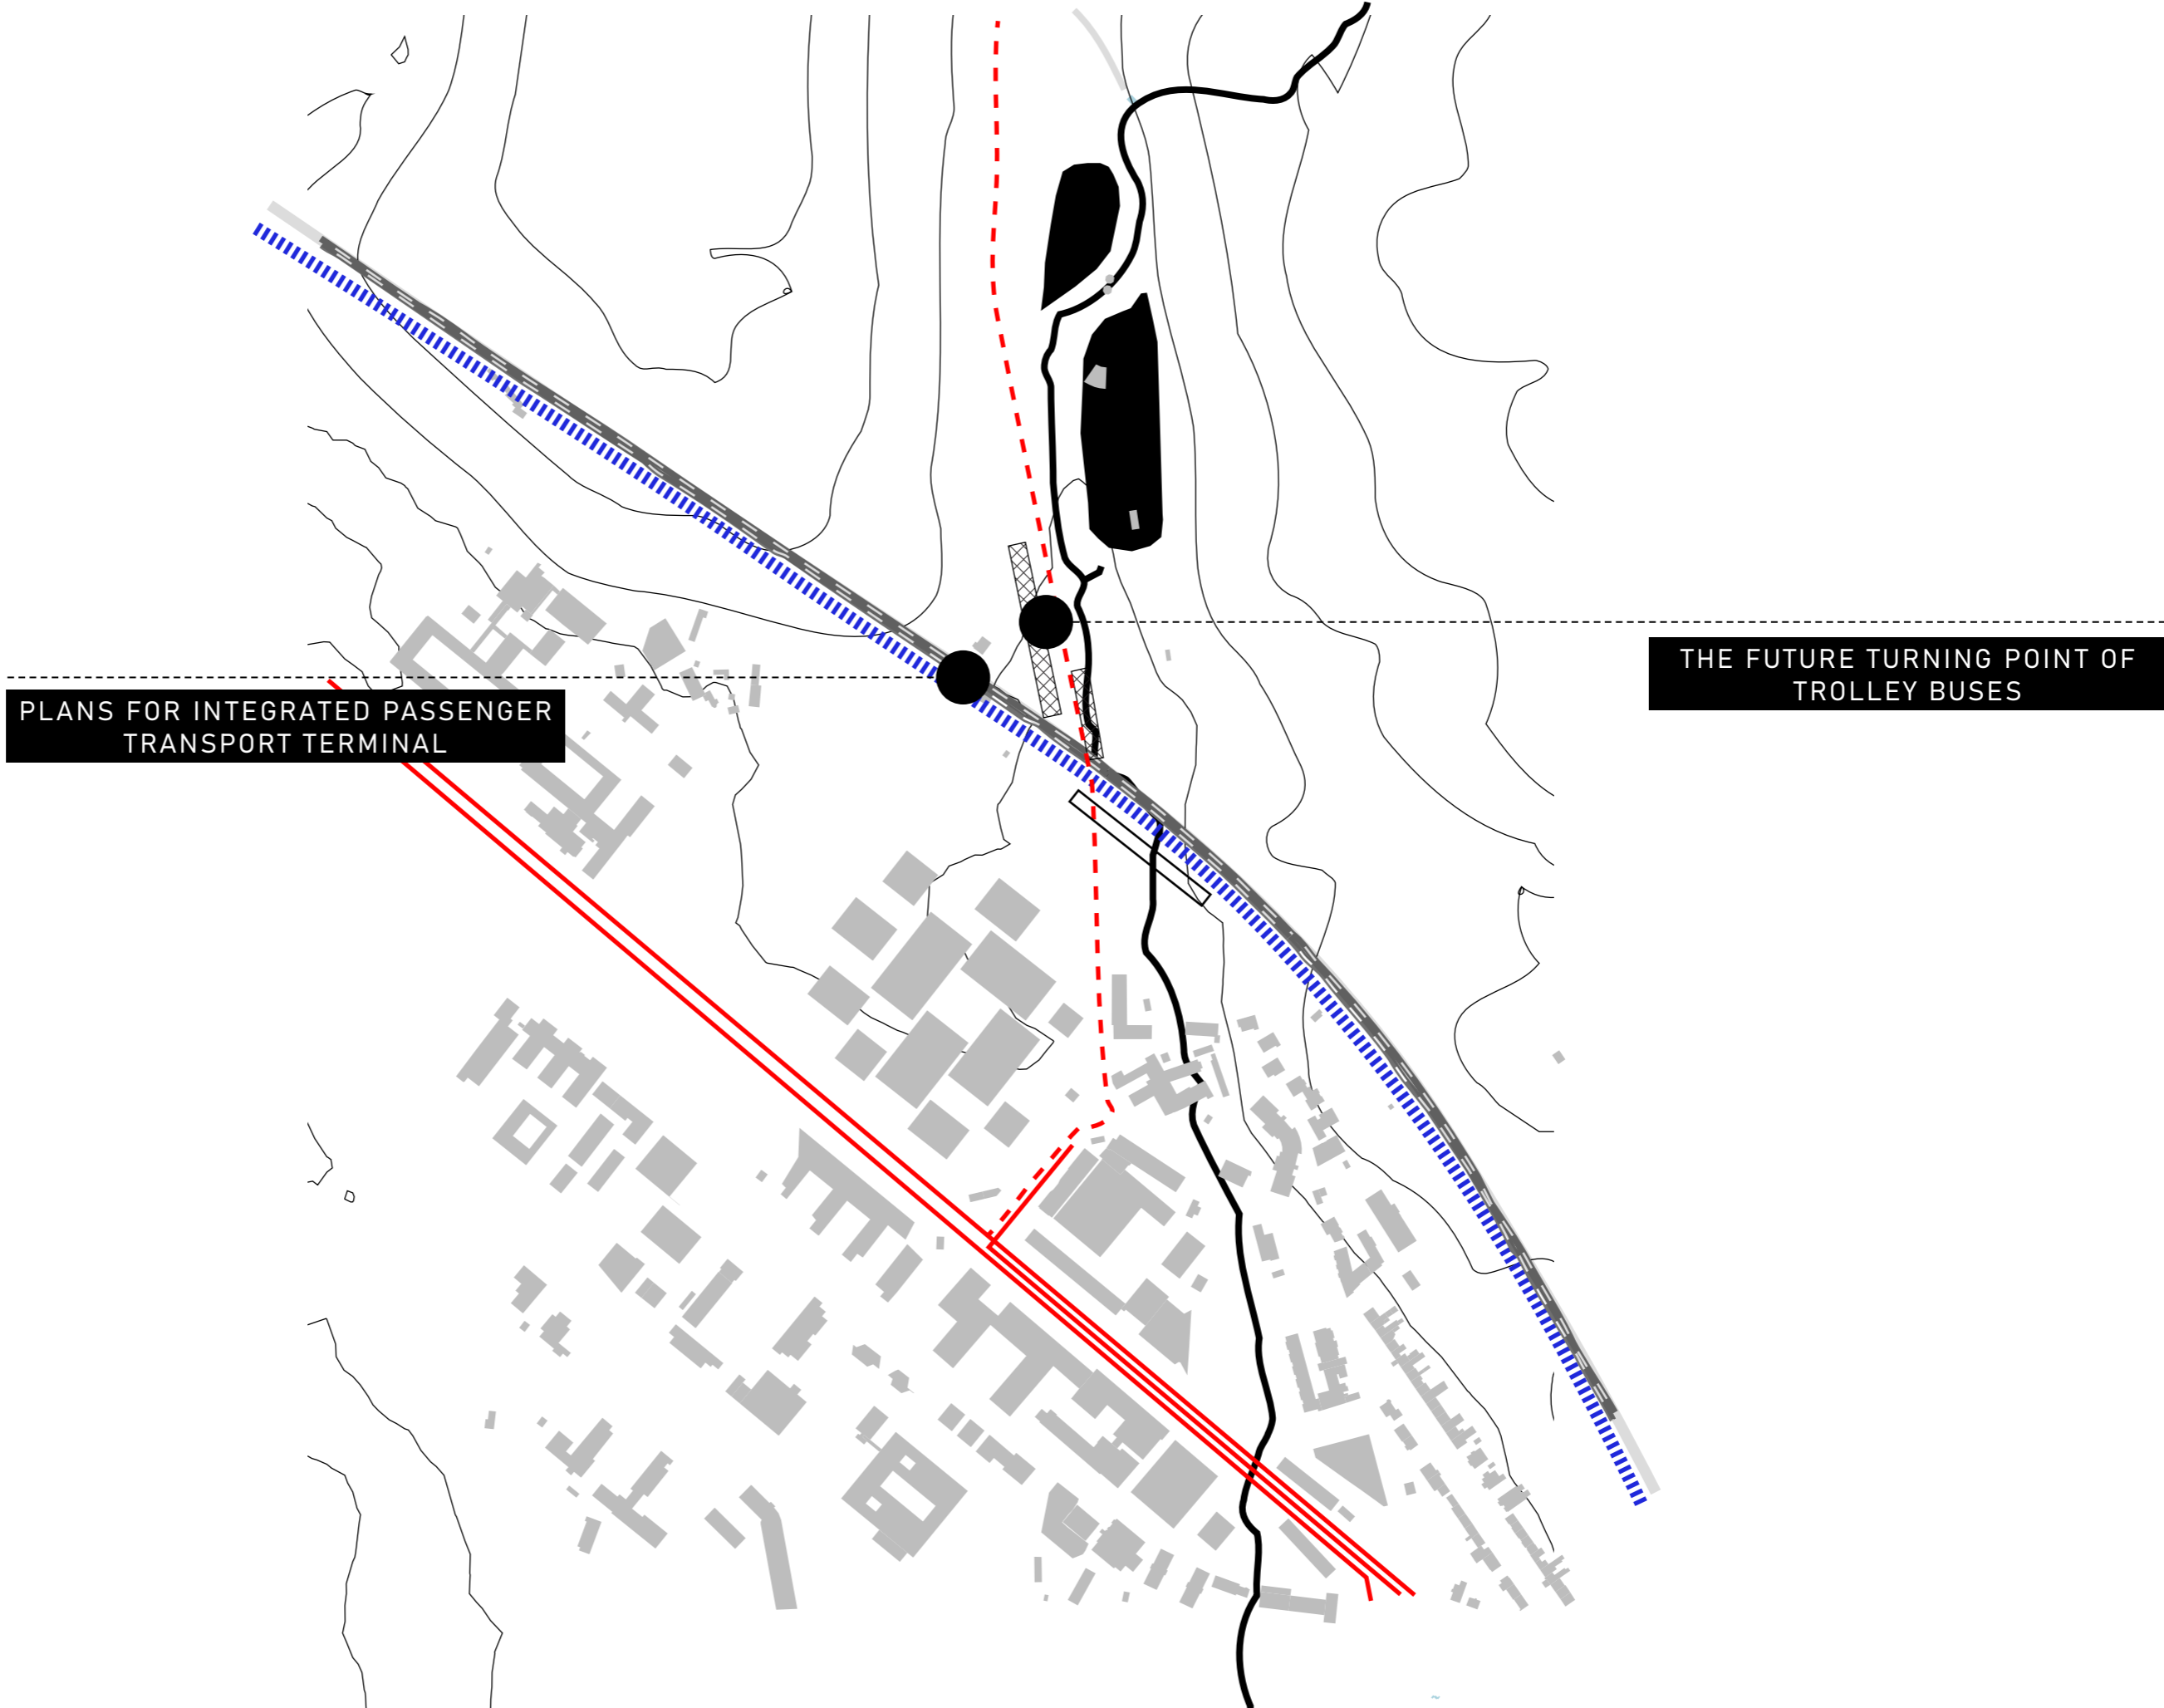 THE FUTURE TURNING POINT OF
TROLLEY BUSES
PLANS FOR INTEGRATED PASSENGER
TRANSPORT TERMINAL